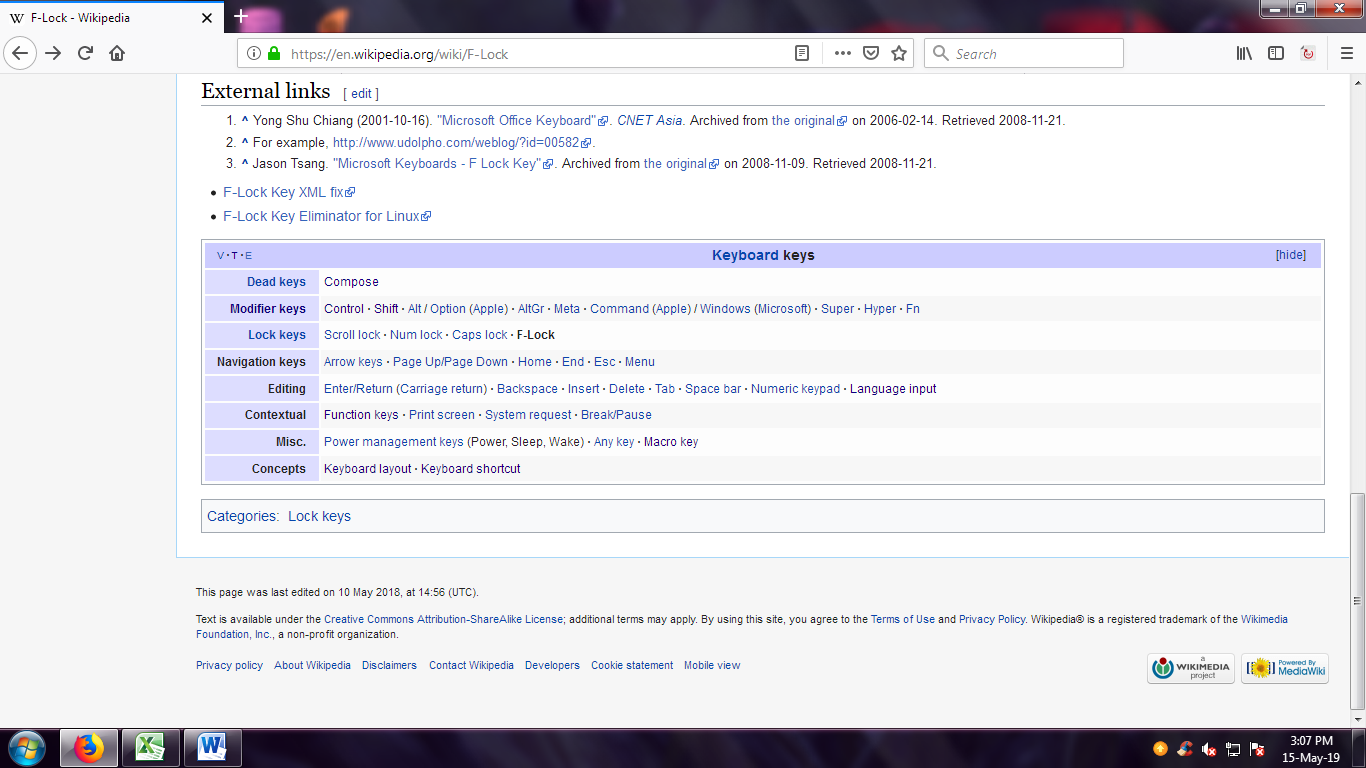 F-Lock - Wikipedia
https://en.wikipedia.org/wiki/F-Lock
Search
External links [ edit ]
1. ^ Yong Shu Chiang (2001-10-16). "Microsoft Office Keyboard". CNET Asia. Archived from the original on 2006-02-14. Retrieved 2008-11-21.
2. ^ For example, http://www.udolpho.com/weblog/?id=00582.
3. ^ Jason Tsang. "Microsoft Keyboards - F Lock Key". Archived from the original on 2008-11-09. Retrieved 2008-11-21.
• F-Lock Key XML fix
• F-Lock Key Eliminator for Linux
V · T · E Keyboard keys [hide]
Dead keys Compose
Modifier keys Control · Shift · Alt / Option (Apple) · AltGr · Meta · Command (Apple) / Windows (Microsoft) · Super · Hyper · Fn
Lock keys Scroll lock · Num lock · Caps lock · F-Lock
Navigation keys Arrow keys · Page Up/Page Down · Home · End · Esc · Menu
Editing Enter/Return (Carriage return) · Backspace · Insert · Delete · Tab · Space bar · Numeric keypad · Language input
Contextual Function keys · Print screen · System request · Break/Pause
Misc. Power management keys (Power, Sleep, Wake) · Any key · Macro key
Concepts Keyboard layout · Keyboard shortcut
Categories: Lock keys
This page was last edited on 10 May 2018, at 14:56 (UTC).
Text is available under the Creative Commons Attribution-ShareAlike License; additional terms may apply. By using this site, you agree to the Terms of Use and Privacy Policy. Wikipedia® is a registered trademark of the Wikimedia
Foundation, Inc., a non-profit organization.
Privacy policy About Wikipedia Disclaimers Contact Wikipedia Developers Cookie statement Mobile view
a WIKIMEDIA project
Powered By MediaWiki
3:07 PM
15-May-19